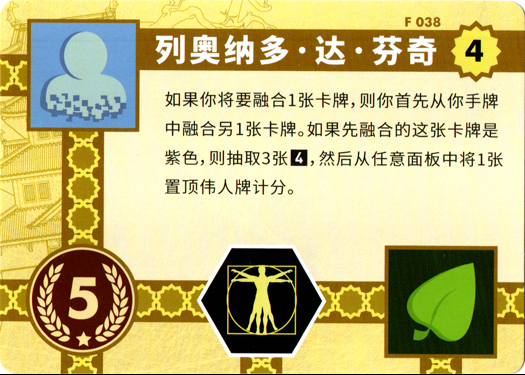 F 038
列奥纳多·达·芬奇
4
如果你将要融合1张卡牌，则你首先从你手牌
中融合另1张卡牌。如果先融合的这张卡牌是
紫色，则抽取3张4，然后从任意面板中将1张
置顶伟人牌计分。
5